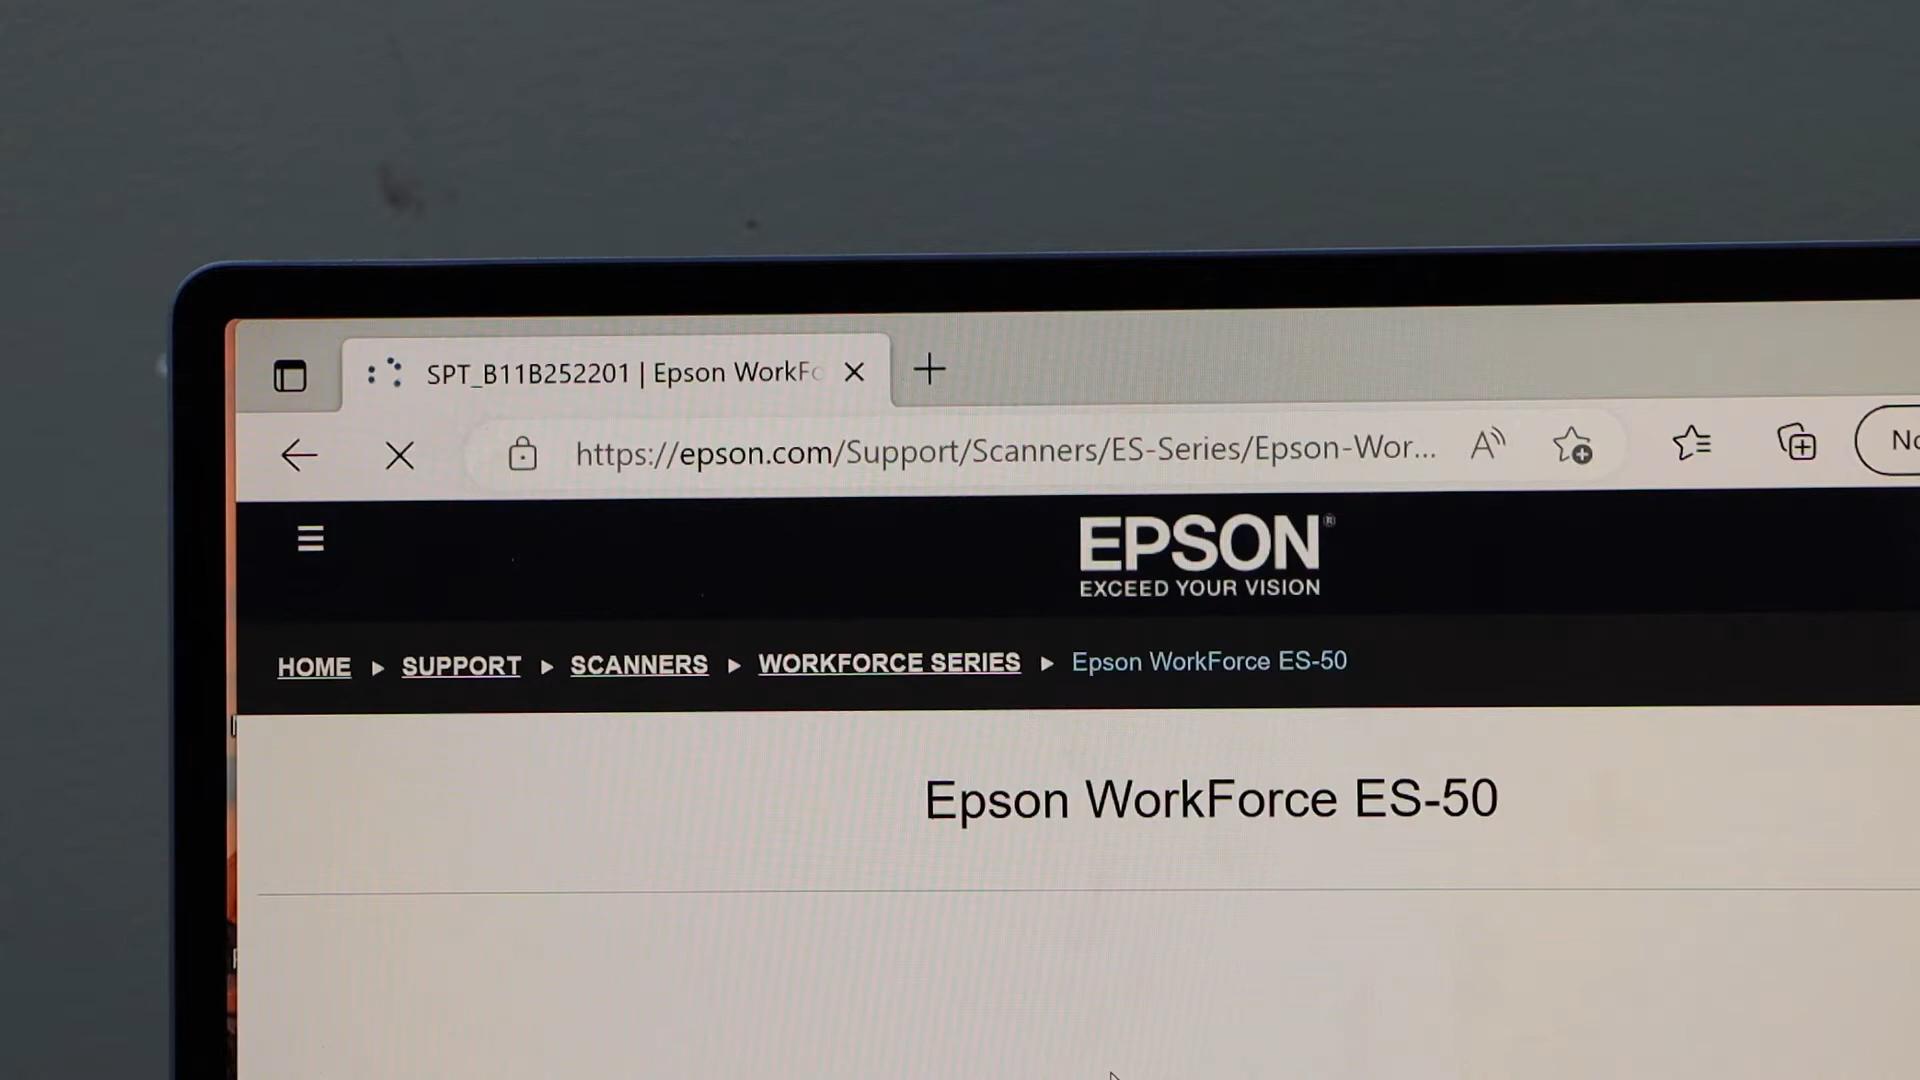 SPT_B11B252201 | Epson WorkFo
https://epson.com/Support/Scanners/ES-Series/Epson-Wor...
EPSON®
EXCEED YOUR VISION
HOME ▸ SUPPORT ▸ SCANNERS ▸ WORKFORCE SERIES ▸ Epson WorkForce ES-50
Epson WorkForce ES-50